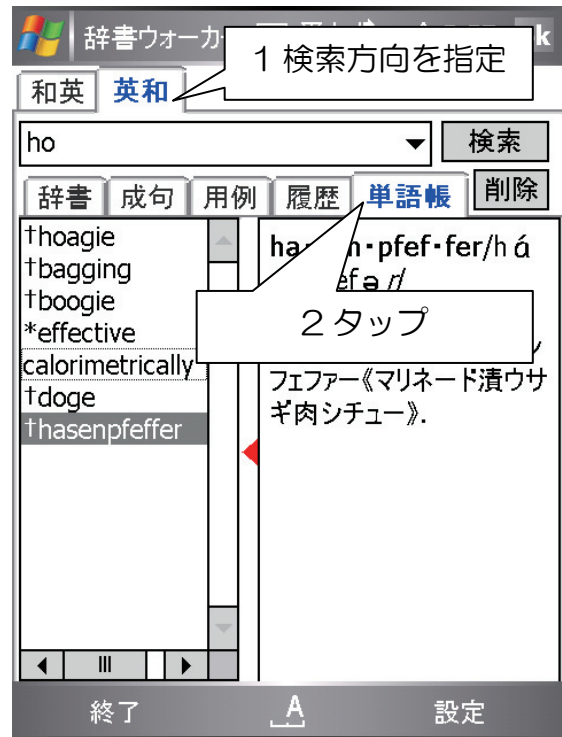 辞書ウォーカー
k
1 検索方向を指定
和英 英和
ho 検索
辞書 成句 用例 履歴 単語帳 削除
†hoagie
†bagging
†boogie
*effective
calorimetrically
†doge
†hasenpfeffer
2 タップ
n・pfef・fer/há
efər/
フェファー《マリネード漬ウサ
ギ肉シチュー》.
終了 A 設定